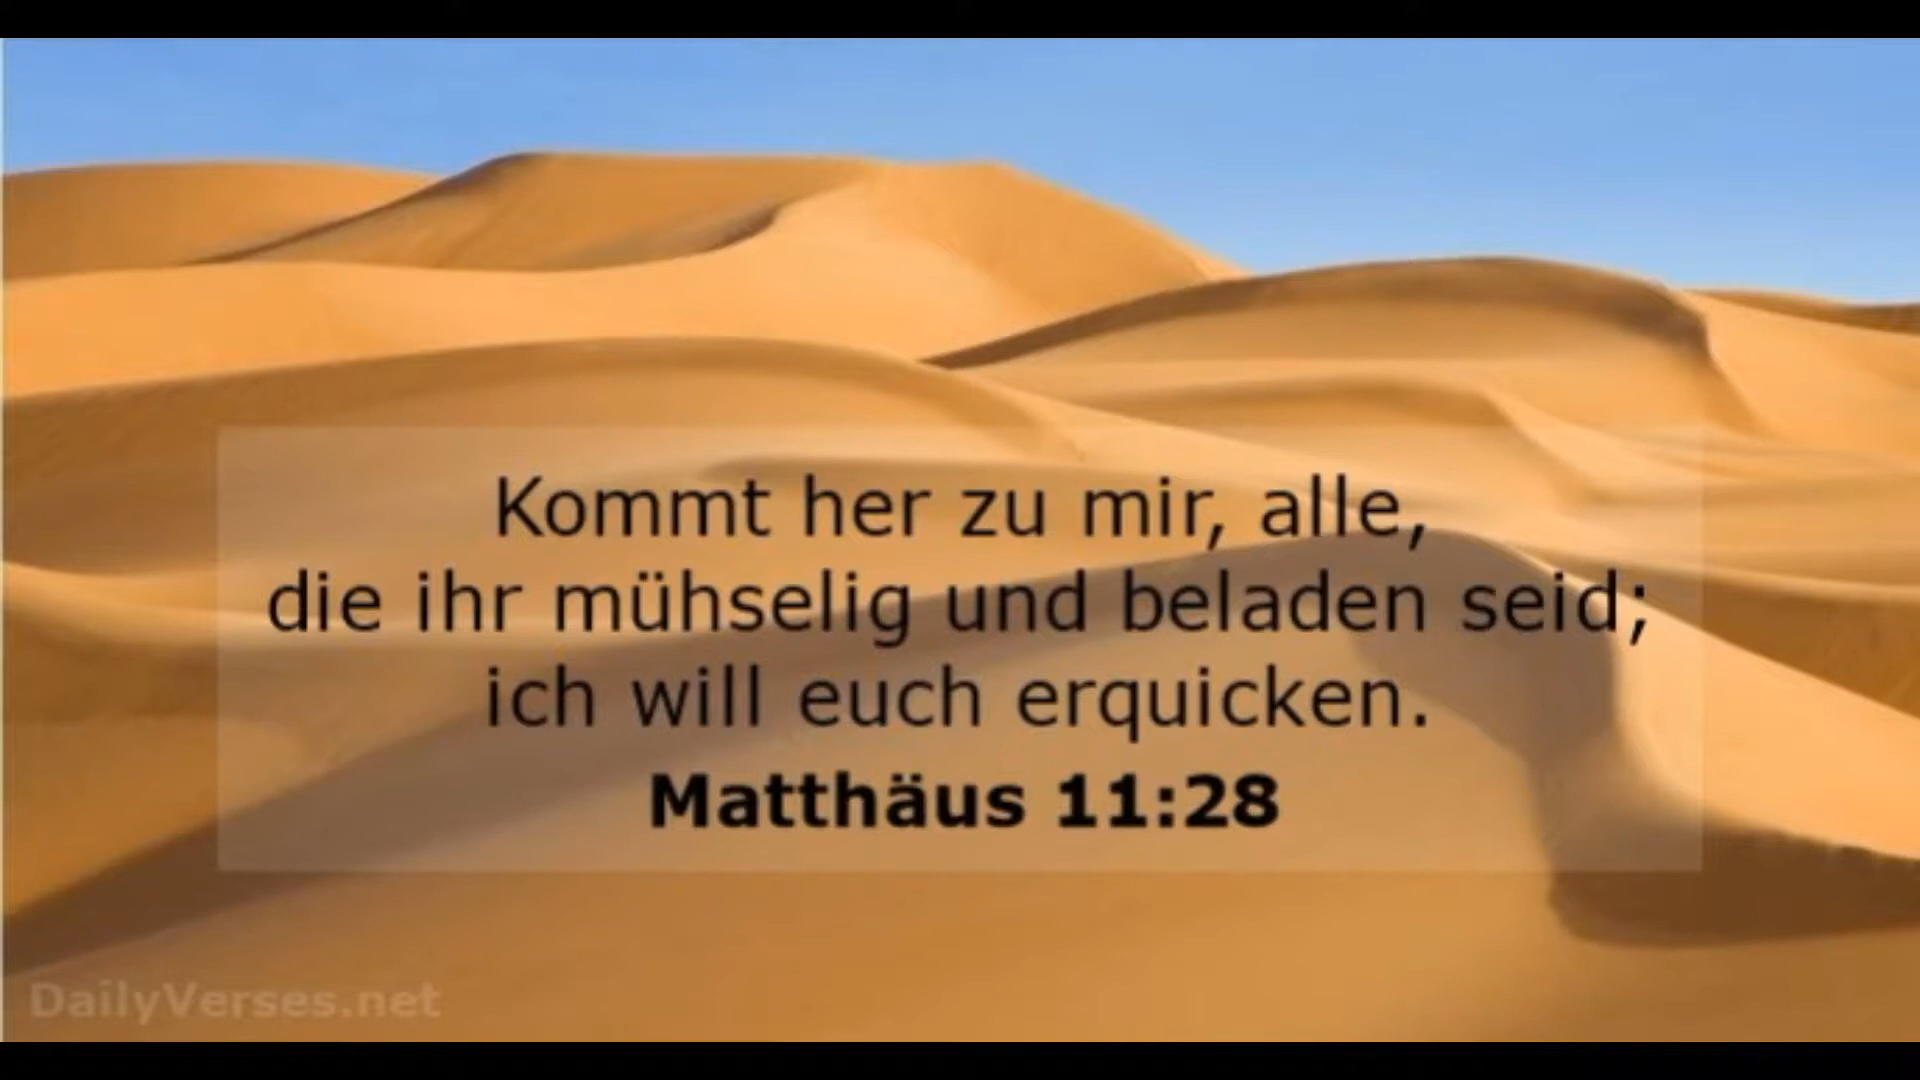 Kommt her zu mir, alle,
die ihr mühselig und beladen seid;
ich will euch erquicken.
Matthäus 11:28
DailyVerses.net